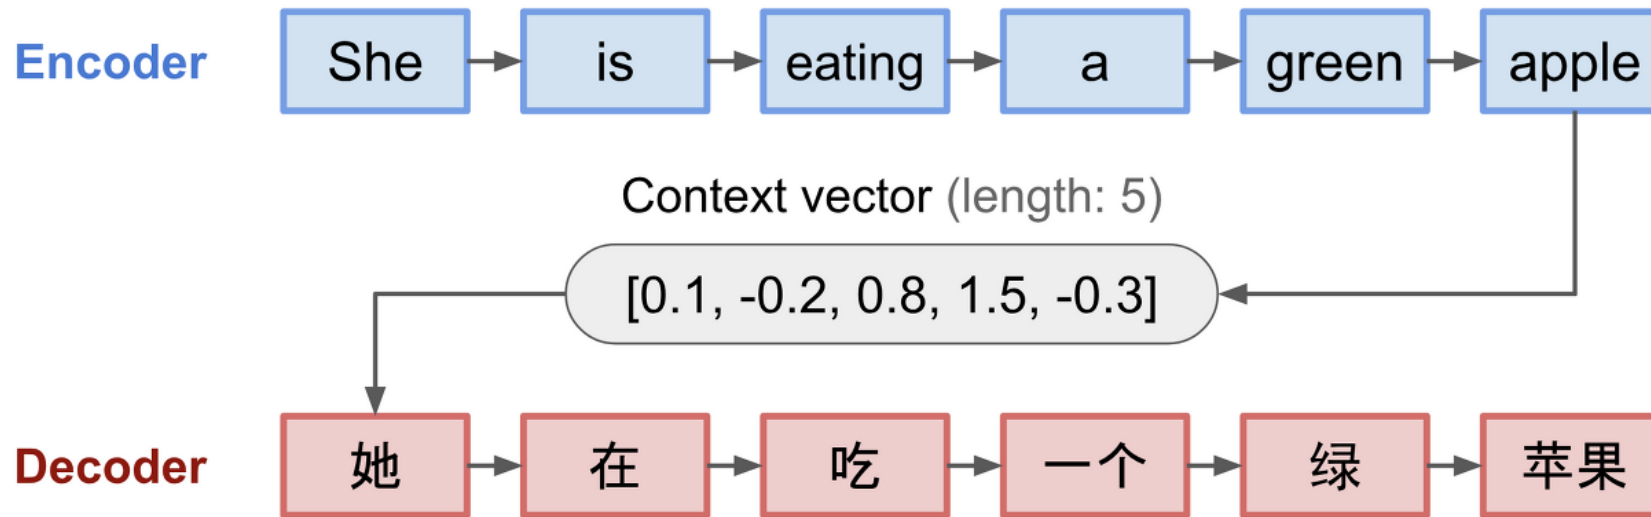 Encoder She is eating a green apple
Context vector (length: 5)
[0.1, -0.2, 0.8, 1.5, -0.3]
Decoder 她 在 吃 一个 绿 苹果